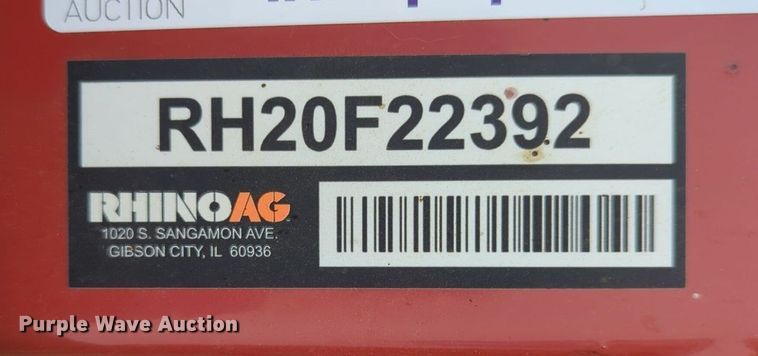 AUCTION
RH20F22392
RHINOAG
1020 S. SANGAMON AVE.
GIBSON CITY, IL 60936
Purple Wave Auction